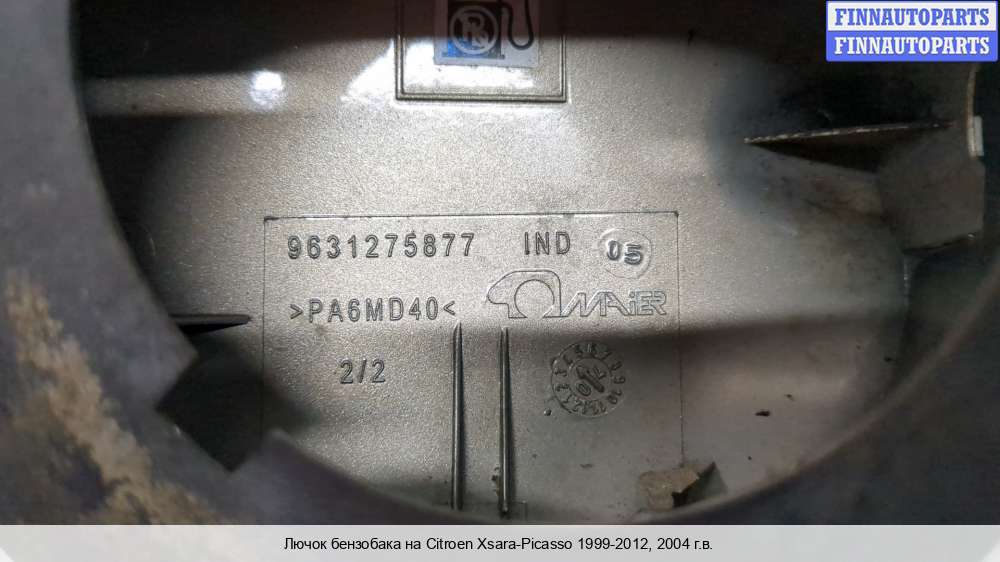 FINNAUTOPARTS
FINNAUTOPARTS
9631275877 IND 05
>PA6MD40< MAIER
2/2
Лючок бензобака на Citroen Xsara-Picasso 1999-2012, 2004 г.в.